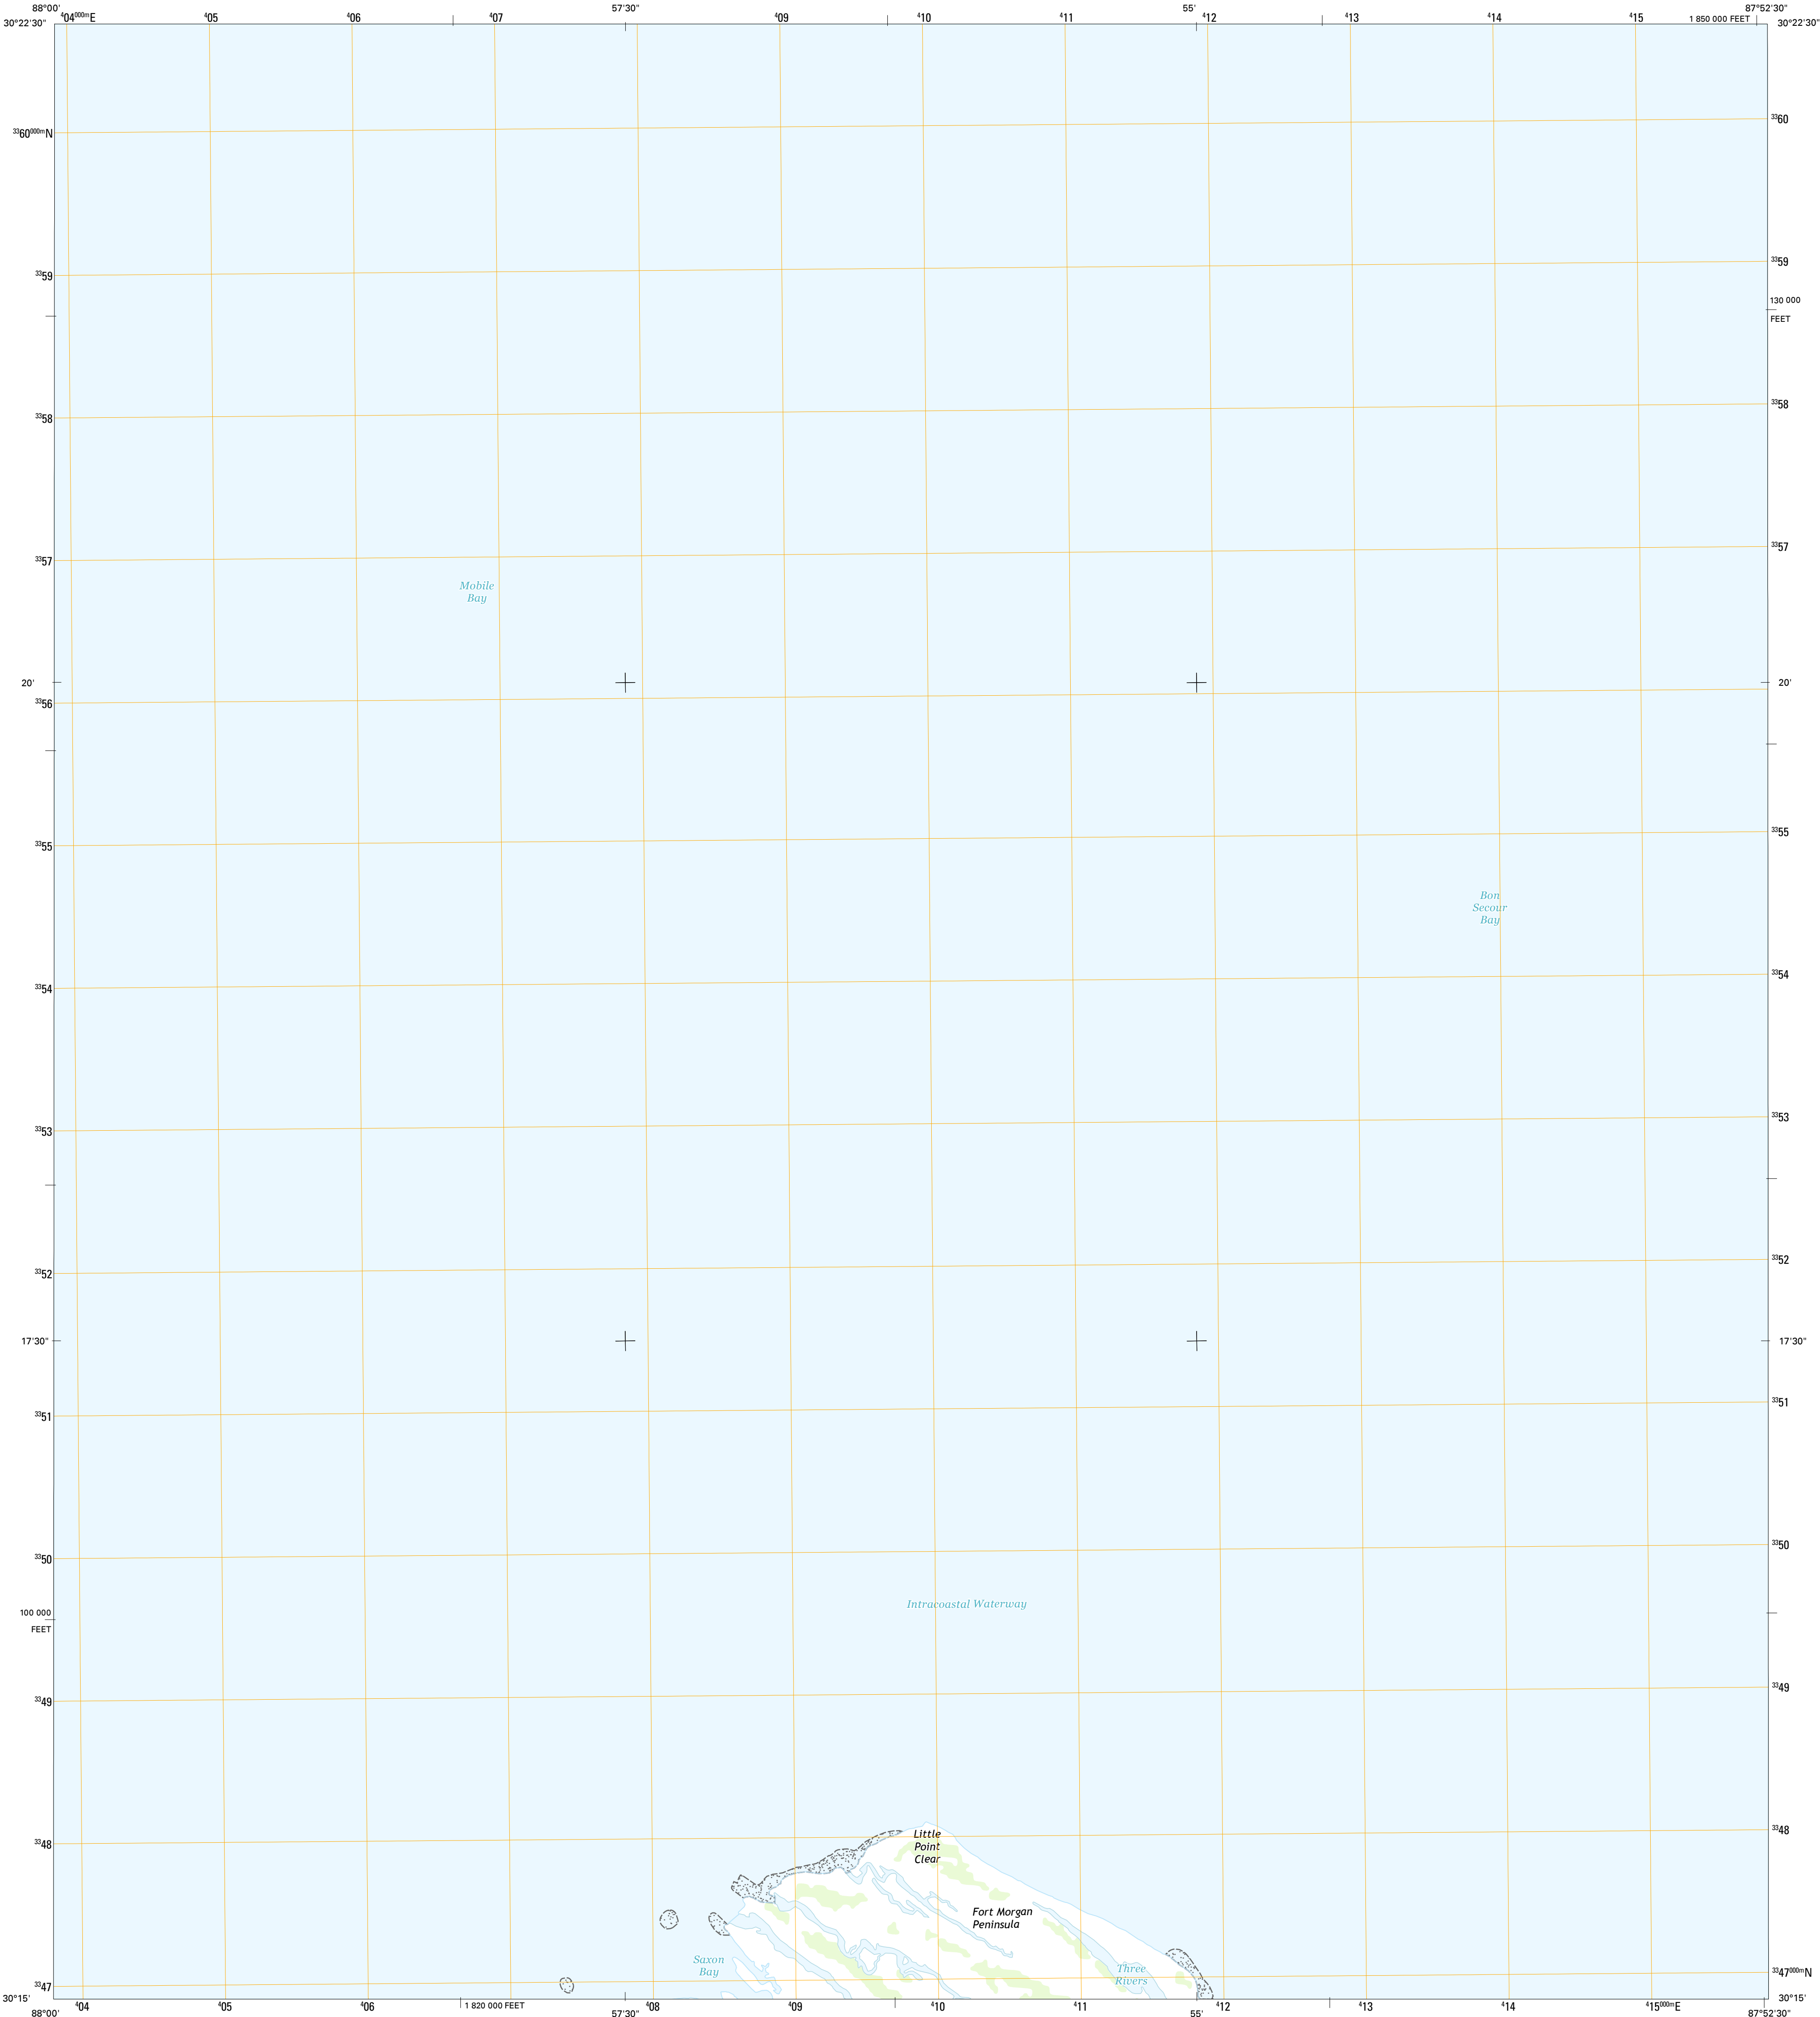 88°00' 57'30" 55' 87°52'30"
⁴04⁰⁰⁰ᵐE ⁴05 ⁴06 ⁴07 ⁴09 ⁴10 ⁴11 ⁴12 ⁴13 ⁴14 ⁴15 1 850 000 FEET
30°22'30" 30°22'30"
³³60⁰⁰⁰ᵐN ³³60
³³59 ³³59
130 000
FEET
³³58 ³³58
³³57 ³³57
Mobile
Bay
20' 20'
³³56 ³³56
³³55 ³³55
Bon
Secour
Bay
³³54 ³³54
³³53 ³³53
³³52 ³³52
17'30" 17'30"
³³51 ³³51
³³50 ³³50
Intracoastal Waterway
100 000
FEET
³³49 ³³49
³³48 ³³48
Little
Point
Clear
Fort Morgan
Peninsula
Saxon
Bay
Three
Rivers
³³47 ³³47⁰⁰⁰ᵐN
30°15' 30°15'
⁴04 ⁴05 ⁴06 1 820 000 FEET ⁴08 ⁴09 ⁴10 ⁴11 ⁴12 ⁴13 ⁴14 ⁴15⁰⁰⁰ᵐE
88°00' 57'30" 55' 87°52'30"